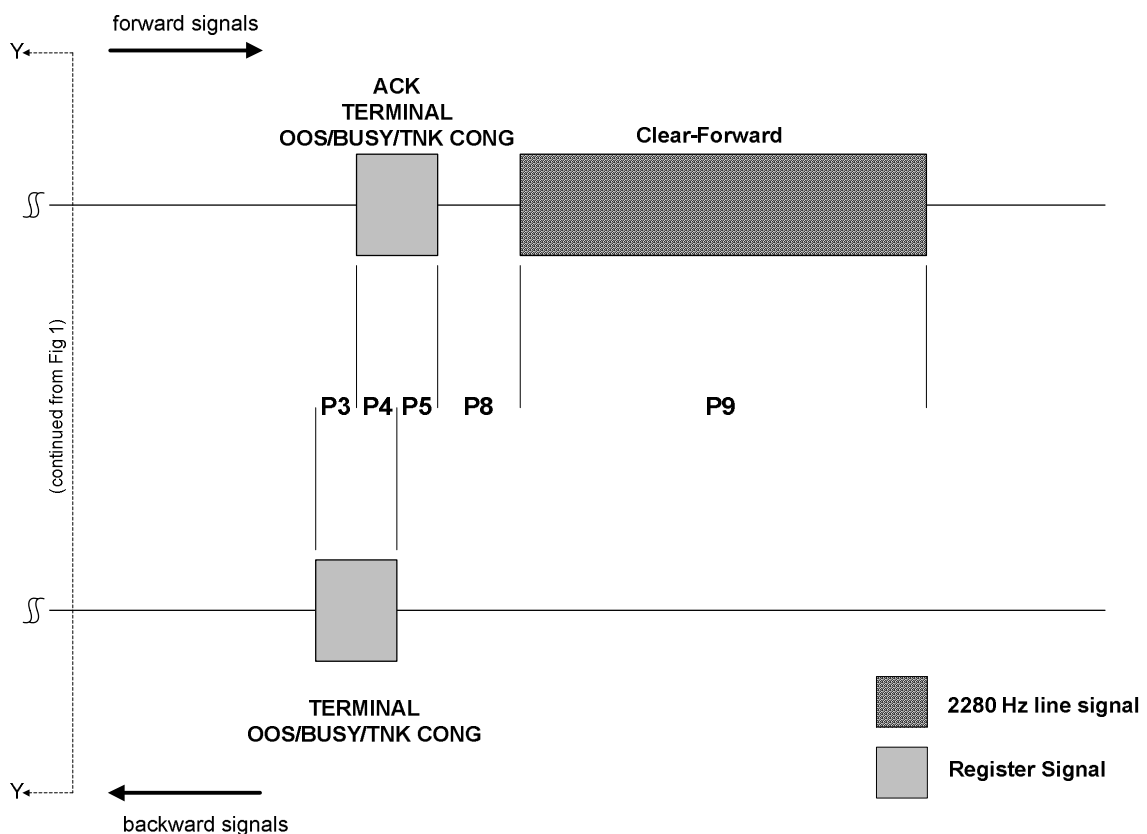 forward signals
Y
ACK
TERMINAL
OOS/BUSY/TNK CONG
Clear-Forward
(continued from Fig 1)
P3 P4 P5 P8 P9
TERMINAL
OOS/BUSY/TNK CONG
2280 Hz line signal
Register Signal
Y
backward signals